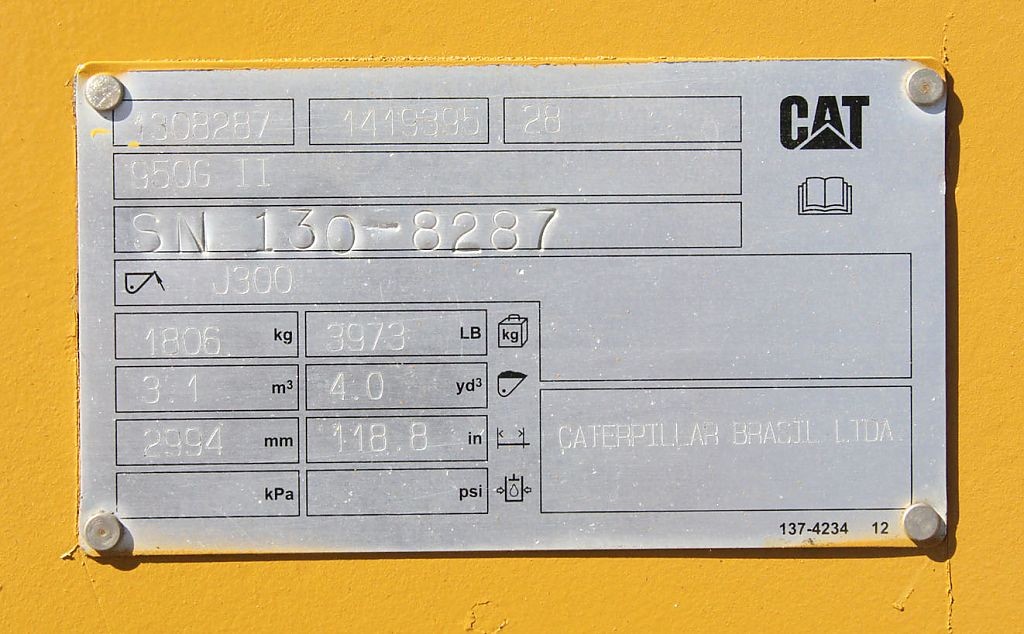 1308287 1419395 28
CAT
950G II
SN 130-8287
J300
1806 kg 3973 LB kg
3.1 m³ 4.0 yd³
2994 mm 118.8 in
CATERPILLAR BRASIL LTDA.
kPa psi
137-4234 12